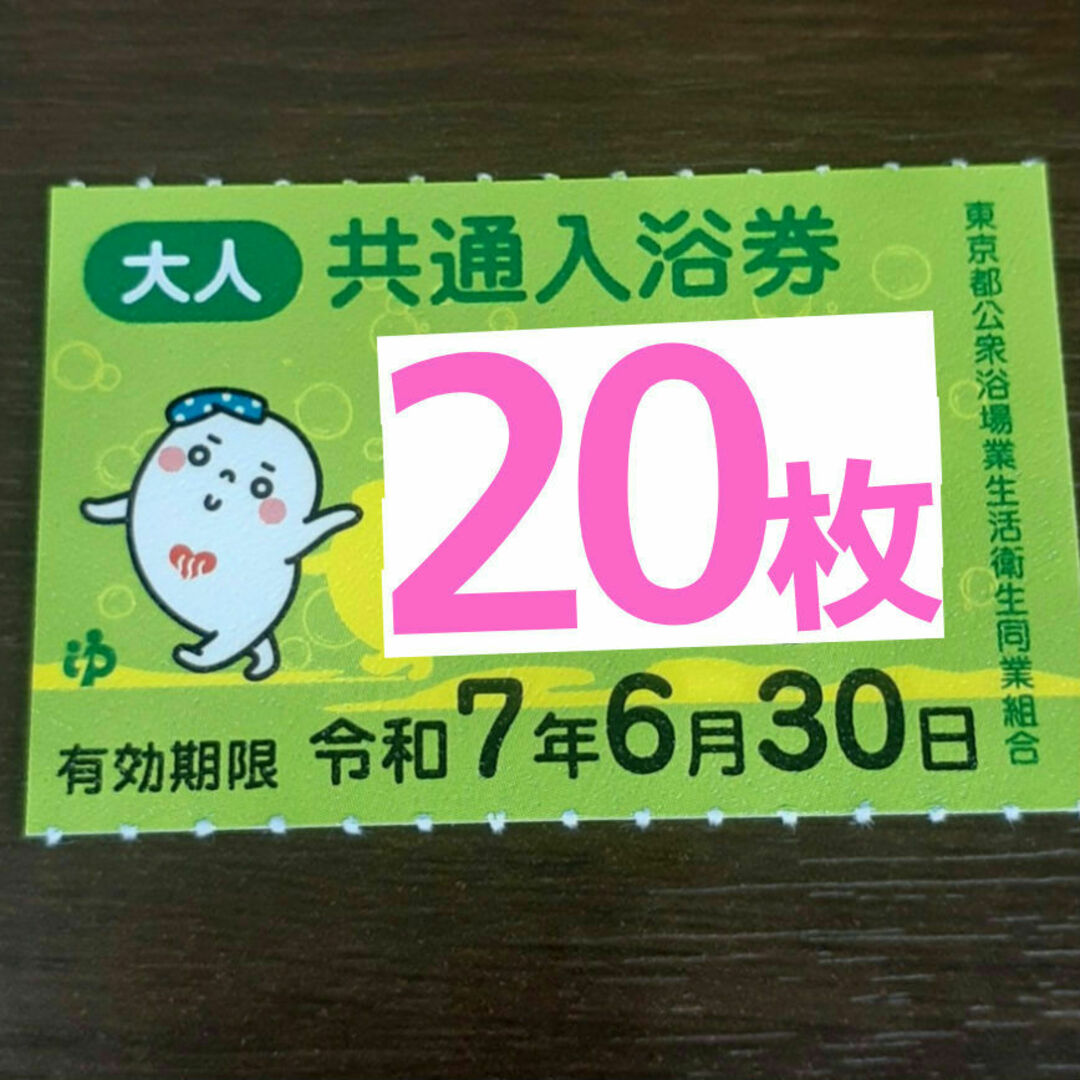 大人 共通入浴券
20枚
ゆ
有効期限 令和7年6月30日
東京都公衆浴場業生活衛生同業組合